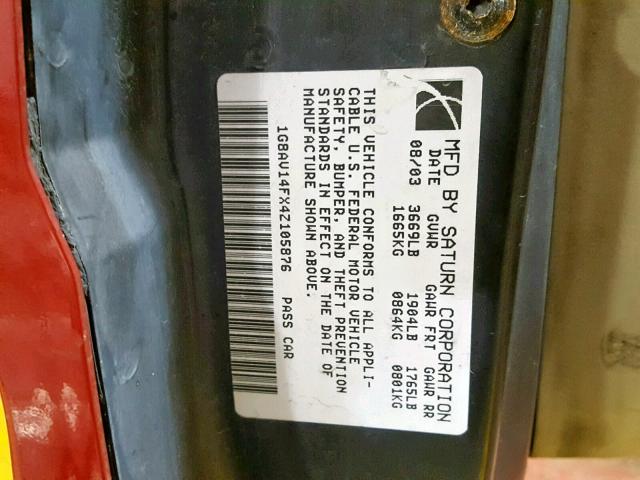 MFD BY SATURN CORPORATION
DATE GVWR GAWR FRT GAWR RR
08/03 3669LB 1904LB 1765LB
1665KG 0864KG 0801KG
THIS VEHICLE CONFORMS TO ALL APPLI-
CABLE U.S. FEDERAL MOTOR VEHICLE
SAFETY, BUMPER, AND THEFT PREVENTION
STANDARDS IN EFFECT ON THE DATE OF
MANUFACTURE SHOWN ABOVE.
1G8AV14FX4Z105876 PASS CAR